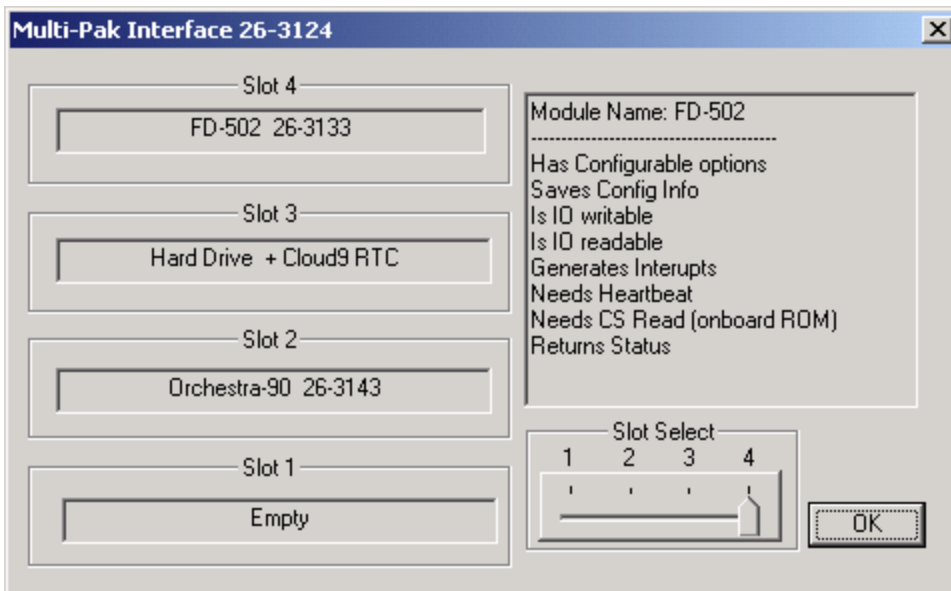 Multi-Pak Interface 26-3124
Slot 4
FD-502 26-3133
Slot 3
Hard Drive + Cloud9 RTC
Slot 2
Orchestra-90 26-3143
Slot 1
Empty
Module Name: FD-502
---------------------------------------
Has Configurable options
Saves Config Info
Is IO writable
Is IO readable
Generates Interupts
Needs Heartbeat
Needs CS Read (onboard ROM)
Returns Status
Slot Select
1 2 3 4
OK